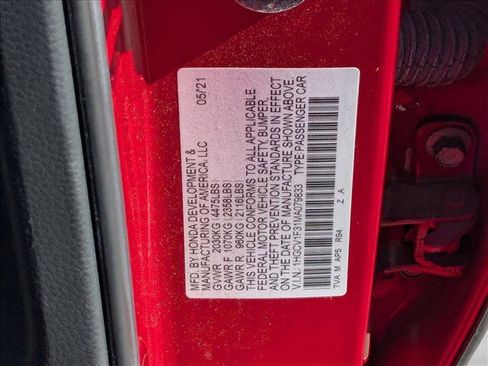 MFD. BY HONDA DEVELOPMENT &
MANUFACTURING OF AMERICA, LLC 05/21
GVWR 2030KG 4475LBS
GAWR F 1070KG 2358LBS
GAWR R 965KG 2127LBS
THIS VEHICLE CONFORMS TO ALL APPLICABLE
FEDERAL MOTOR VEHICLE SAFETY, BUMPER,
AND THEFT PREVENTION STANDARDS IN EFFECT
ON THE DATE OF MANUFACTURE SHOWN ABOVE.
V.I.N.:1HGCV1F31MA079833 TYPE:PASSENGER CAR
TVA M AP5 R94 Z A